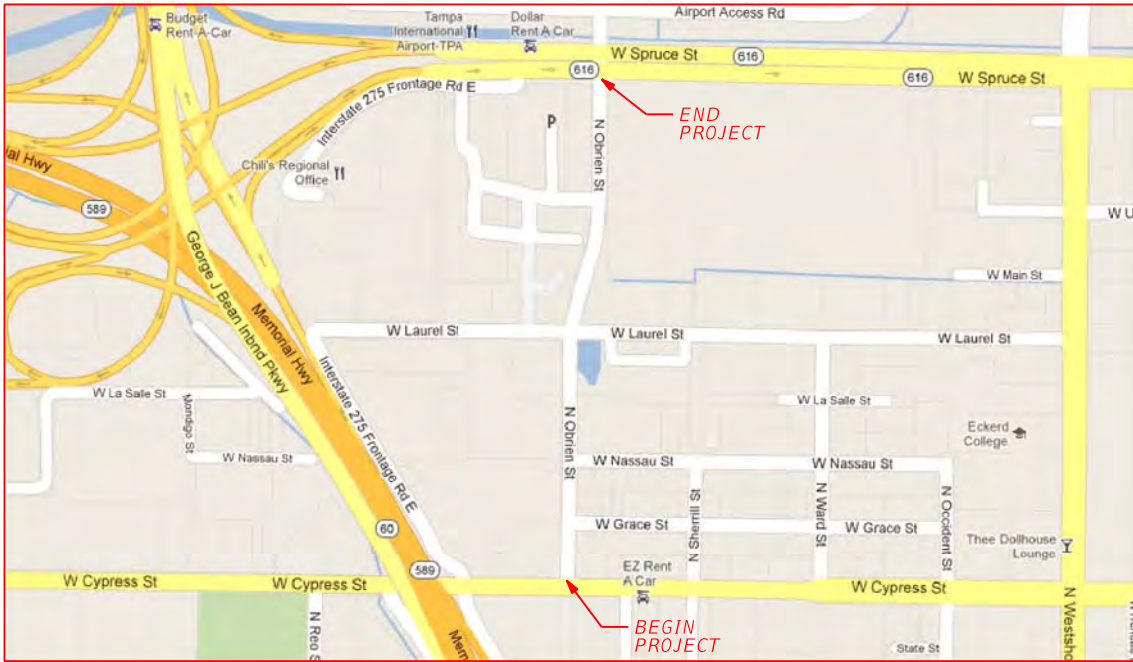 Budget
Rent-A-Car
Tampa
International
Airport-TPA
Dollar
Rent A Car
Airport Access Rd
W Spruce St
616
616
616
W Spruce St
END
PROJECT
Interstate 275 Frontage Rd E
P
N Obrien St
Chili's Regional
Office
ial Hwy
589
W U
George J Bean Inbnd Pkwy
Memorial Hwy
W Main St
W Laurel St
W Laurel St
W Laurel St
Interstate 275 Frontage Rd E
W La Salle St
Mondigo St
W La Salle St
N Obrien St
Eckerd
College
W Nassau St
W Nassau St
W Nassau St
N Sherrill St
N Ward St
N Occident St
60
W Grace St
W Grace St
Thee Dollhouse
Lounge
589
EZ Rent
A Car
W Cypress St
W Cypress St
W Cypress St
N Reo S
Mem
BEGIN
PROJECT
N Westsho
State St